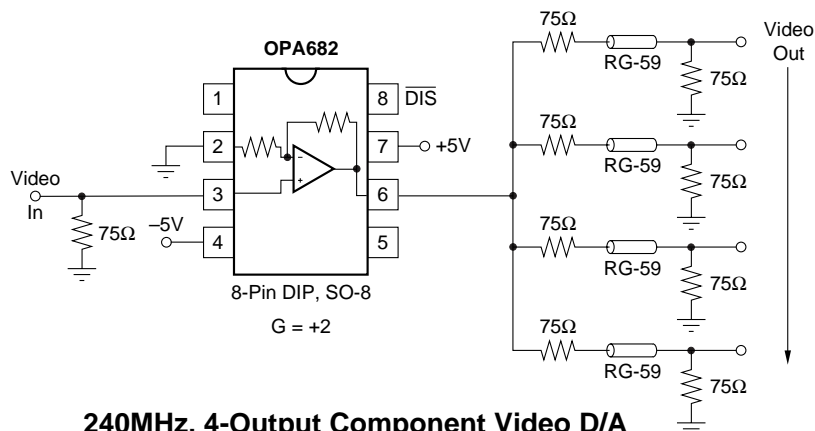 OPA682
1
2
3
4
8 DIS
7
6
5
+5V
Video
In
75Ω
–5V
8-Pin DIP, SO-8
G = +2
75Ω
RG-59
75Ω
75Ω
RG-59
75Ω
75Ω
RG-59
75Ω
75Ω
RG-59
75Ω
Video
Out
240MHz, 4-Output Component Video D/A